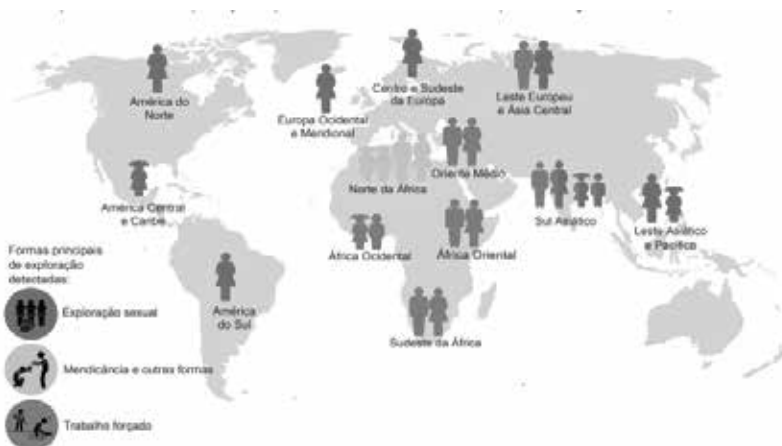 América do
Norte
Europa Ocidental
e Meridional
Centro e Sudeste
da Europa
Leste Europeu
e Ásia Central
América Central
e Caribe
Norte da África
Oriente Médio
Sul Asiático
Leste Asiático
e Pacífico
África Ocidental
África Oriental
América
do Sul
Sudeste da África
Formas principais
de exploração
detectadas:
Exploração sexual
Mendicância e outras formas
Trabalho forçado